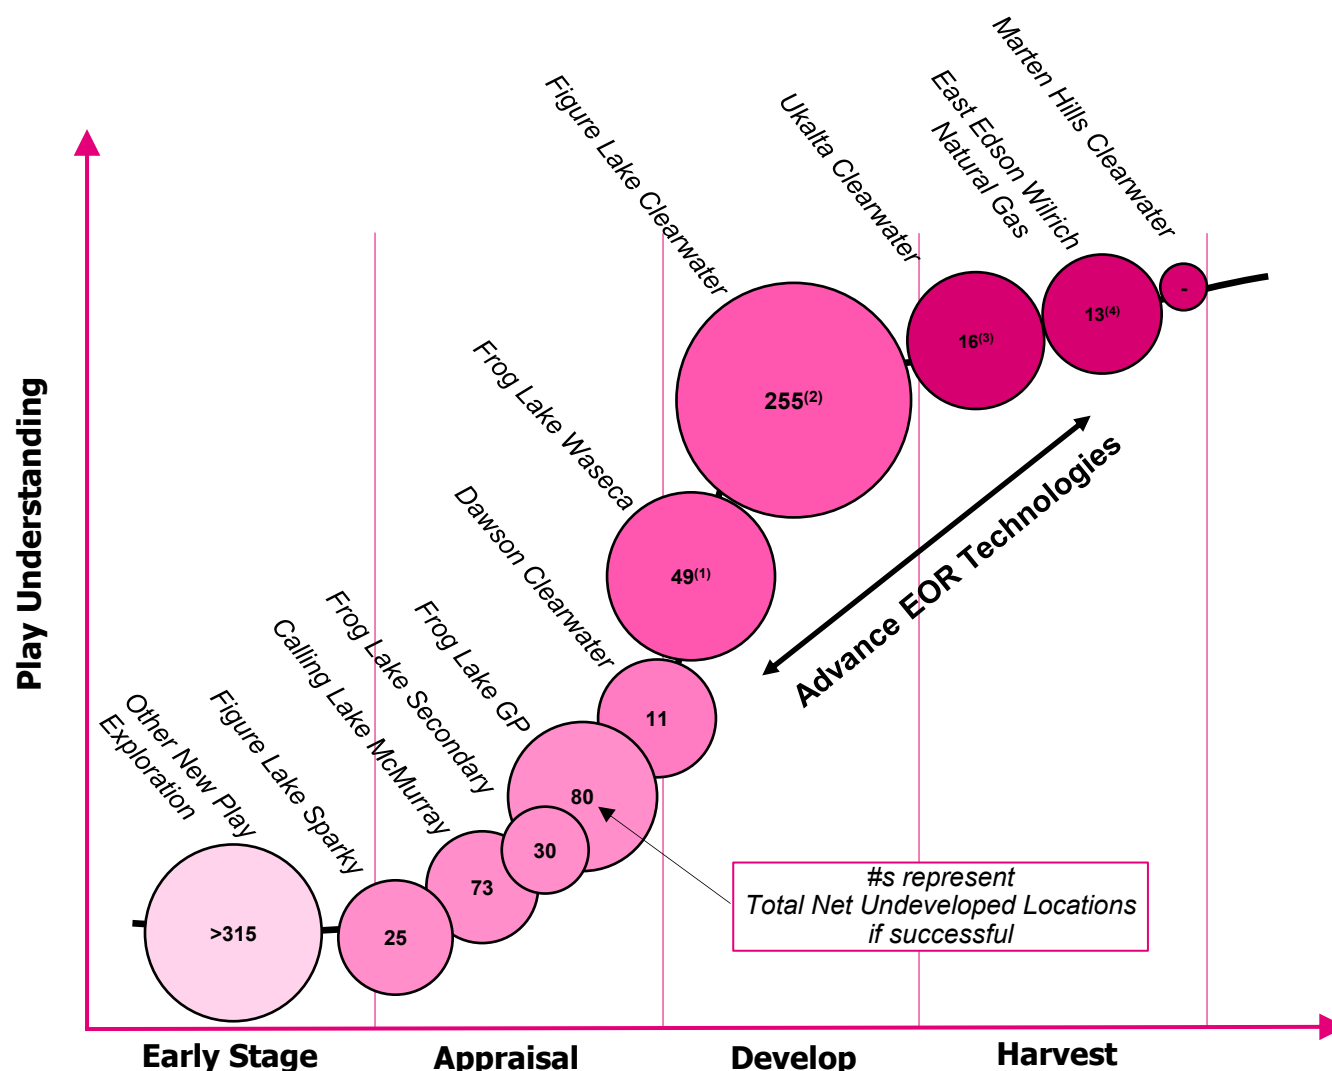 Marten Hills Clearwater
East Edson Wilrich
Natural Gas
Ukalta Clearwater
Figure Lake Clearwater
Frog Lake Waseca
Dawson Clearwater
Frog Lake GP
Frog Lake Secondary
Calling Lake McMurray
Figure Lake Sparky
Other New Play
Exploration
Play Understanding
-
13(4)
16(3)
255(2)
49(1)
11
80
30
73
25
>315
Advance EOR Technologies
#s represent
Total Net Undeveloped Locations
if successful
Early Stage
Appraisal
Develop
Harvest